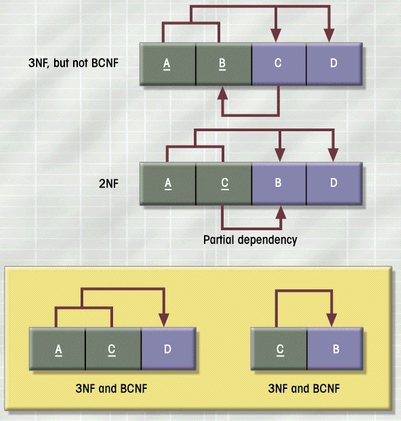 3NF, but not BCNF
A B C D
2NF
A C B D
Partial dependency
A C D
C B
3NF and BCNF
3NF and BCNF